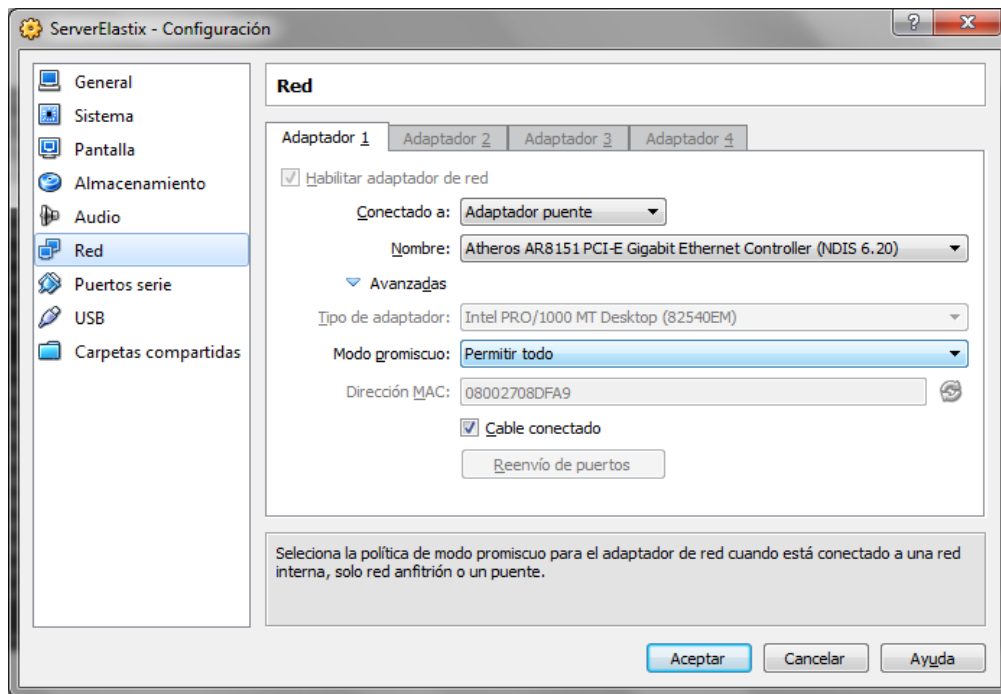 ServerElastix - Configuración
?
X
General
Sistema
Pantalla
Almacenamiento
Audio
Red
Puertos serie
USB
Carpetas compartidas
Red
Adaptador 1 Adaptador 2 Adaptador 3 Adaptador 4
Habilitar adaptador de red
Conectado a: Adaptador puente
Nombre: Atheros AR8151 PCI-E Gigabit Ethernet Controller (NDIS 6.20)
Avanzadas
Tipo de adaptador: Intel PRO/1000 MT Desktop (82540EM)
Modo promiscuo: Permitir todo
Dirección MAC: 08002708DFA9
Cable conectado
Reenvío de puertos
Selecciona la política de modo promiscuo para el adaptador de red cuando está conectado a una red
interna, solo red anfitrión o un puente.
Aceptar Cancelar Ayuda